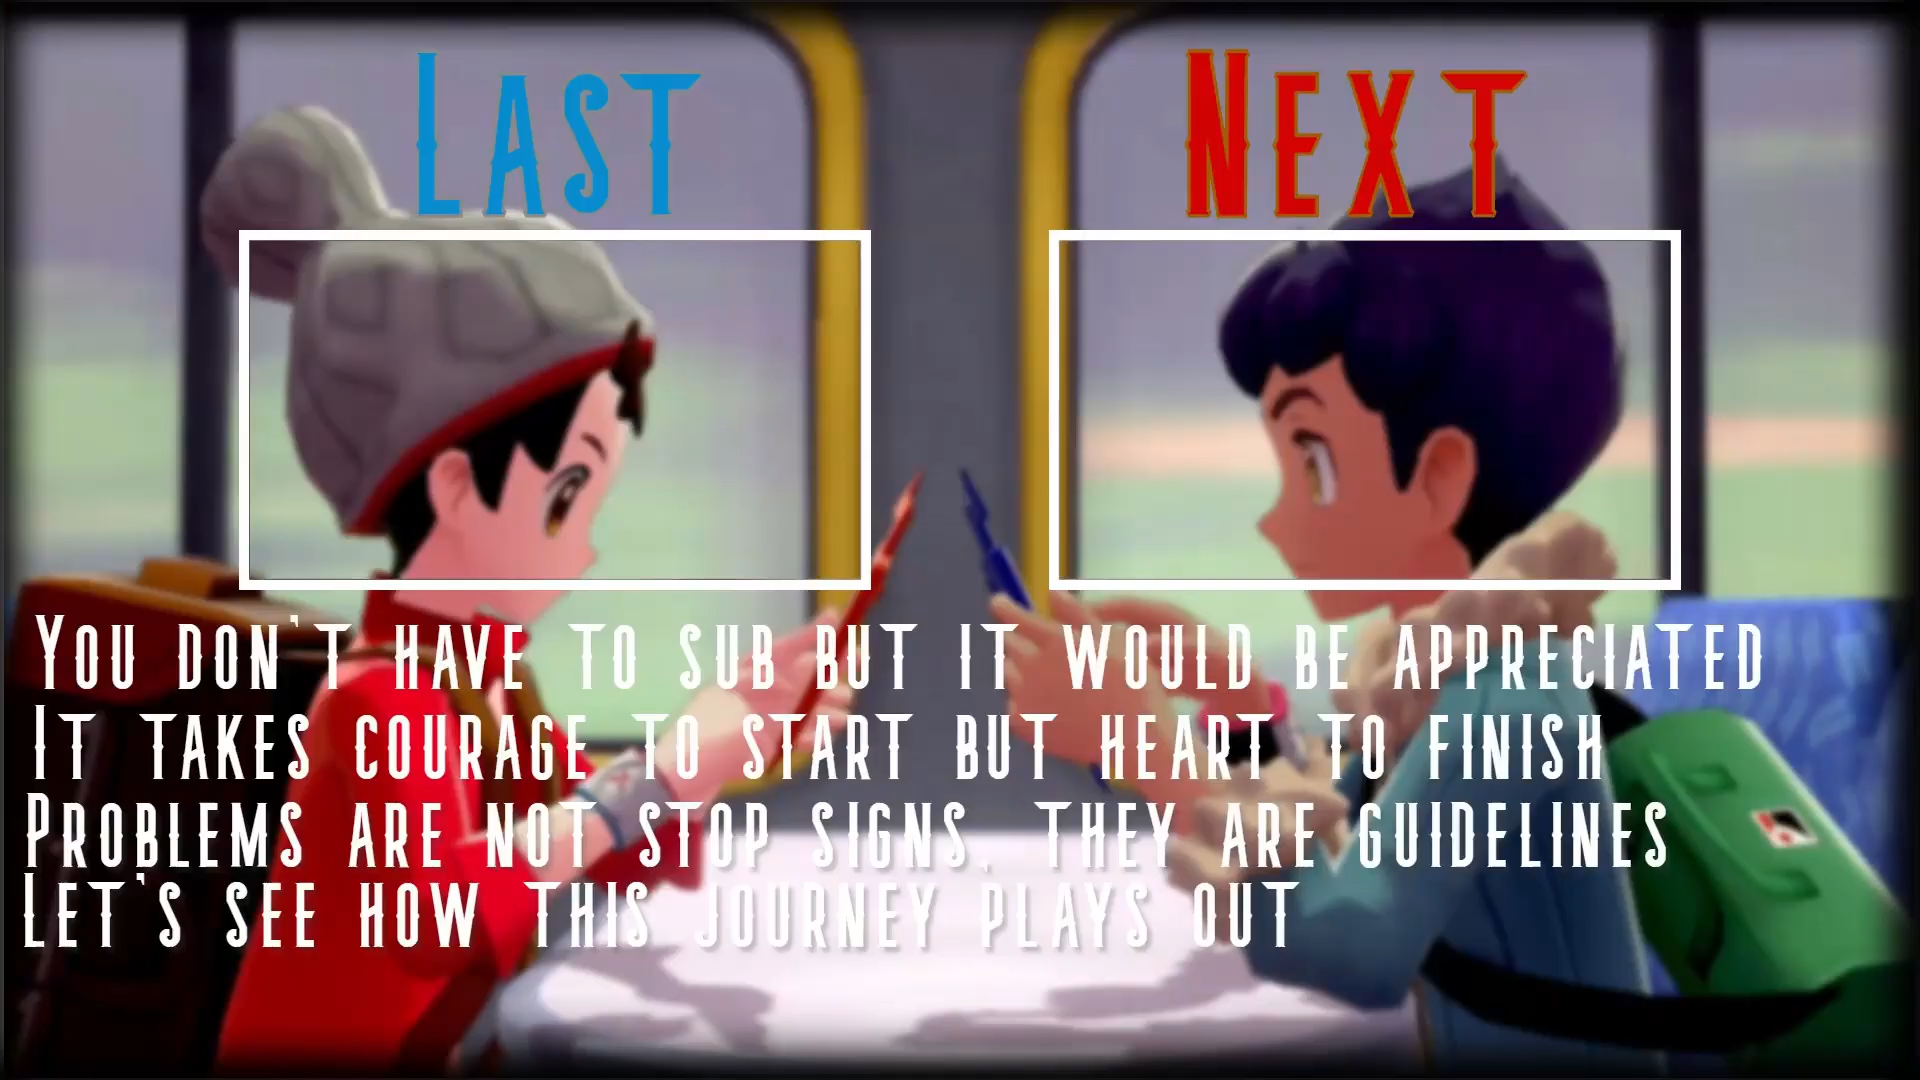 Last Next
You don't have to sub but it would be appreciated
It takes courage to start but heart to finish
Problems are not stop signs, they are guidelines
Let's see how this journey plays out